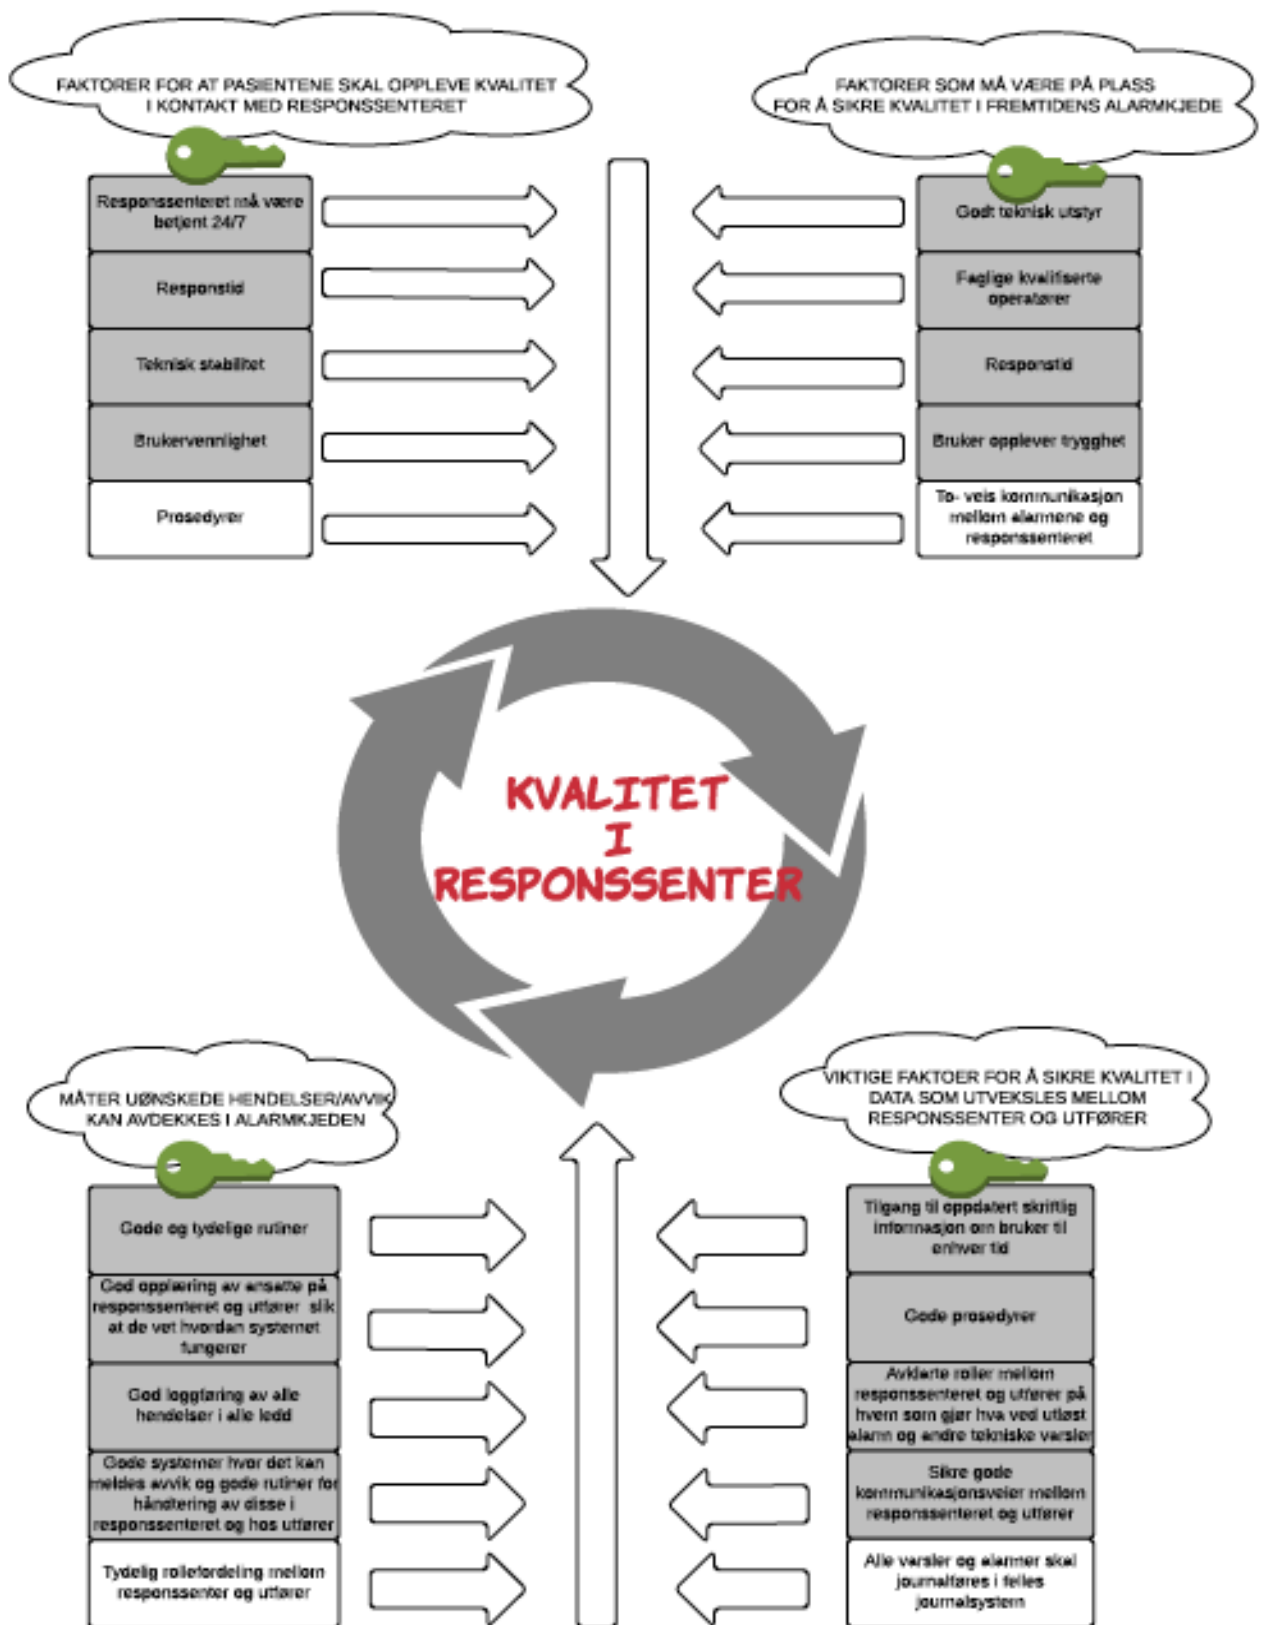 FAKTORER FOR AT PASIENTENE SKAL OPPLEVE KVALITET
I KONTAKT MED RESPONSSENTERET
Responssenteret må være
betjent 24/7
Responstid
Teknisk stabilitet
Brukervennlighet
Prosedyrer
FAKTORER SOM MÅ VÆRE PÅ PLASS
FOR Å SIKRE KVALITET I FREMTIDENS ALARMKJEDE
Godt teknisk utstyr
Faglige kvalifiserte
operatører
Responstid
Bruker opplever trygghet
To- veis kommunikasjon
mellom alarmene og
responssenteret
KVALITET
I
RESPONSSENTER
MÅTER UØNSKEDE HENDELSER/AVVIK
KAN AVDEKKES I ALARMKJEDEN
Gode og tydelige rutiner
God opplæring av ansatte på
responssenteret og utfører slik
at de vet hvordan systemet
fungerer
God loggføring av alle
hendelser i alle ledd
Gode systemer hvor det kan
meldes avvik og gode rutiner for
håndtering av disse i
responssenteret og hos utfører
Tydelig rollefordeling mellom
responssenter og utfører
VIKTIGE FAKTOER FOR Å SIKRE KVALITET I
DATA SOM UTVEKSLES MELLOM
RESPONSSENTER OG UTFØRER
Tilgang til oppdatert skriftlig
informasjon om bruker til
enhver tid
Gode prosedyrer
Avklarte roller mellom
responssenteret og utfører på
hvem som gjør hva ved utløst
alarm og andre tekniske varsler
Sikre gode
kommunikasjonsveier mellom
responssenteret og utfører
Alle varsler og alarmer skal
journalføres i felles
journalsystem